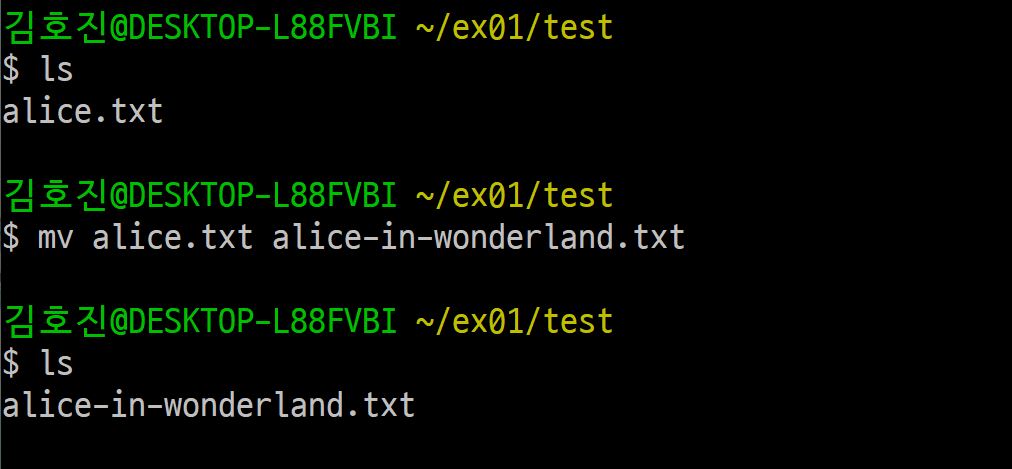 김호진@DESKTOP-L88FVBI ~/ex01/test
$ ls
alice.txt
김호진@DESKTOP-L88FVBI ~/ex01/test
$ mv alice.txt alice-in-wonderland.txt
김호진@DESKTOP-L88FVBI ~/ex01/test
$ ls
alice-in-wonderland.txt